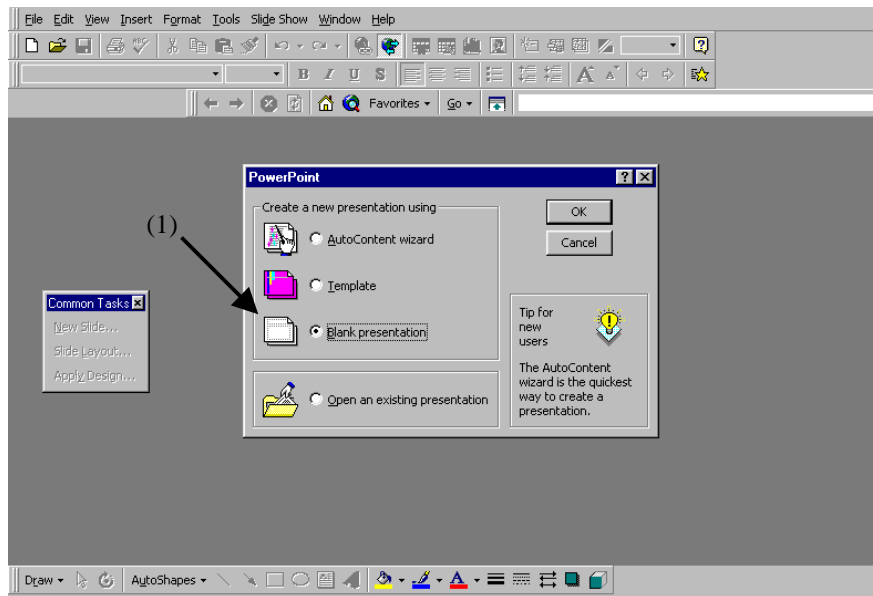 File Edit View Insert Format Tools Slide Show Window Help
ABC
B I U S A A
Favorites Go
PowerPoint
Create a new presentation using
OK
(1)
AutoContent wizard
Cancel
Template
Common Tasks
New Slide...
Slide Layout...
Apply Design...
Blank presentation
Tip for
new
users
The AutoContent
wizard is the quickest
way to create a
presentation.
Open an existing presentation
Draw AutoShapes A